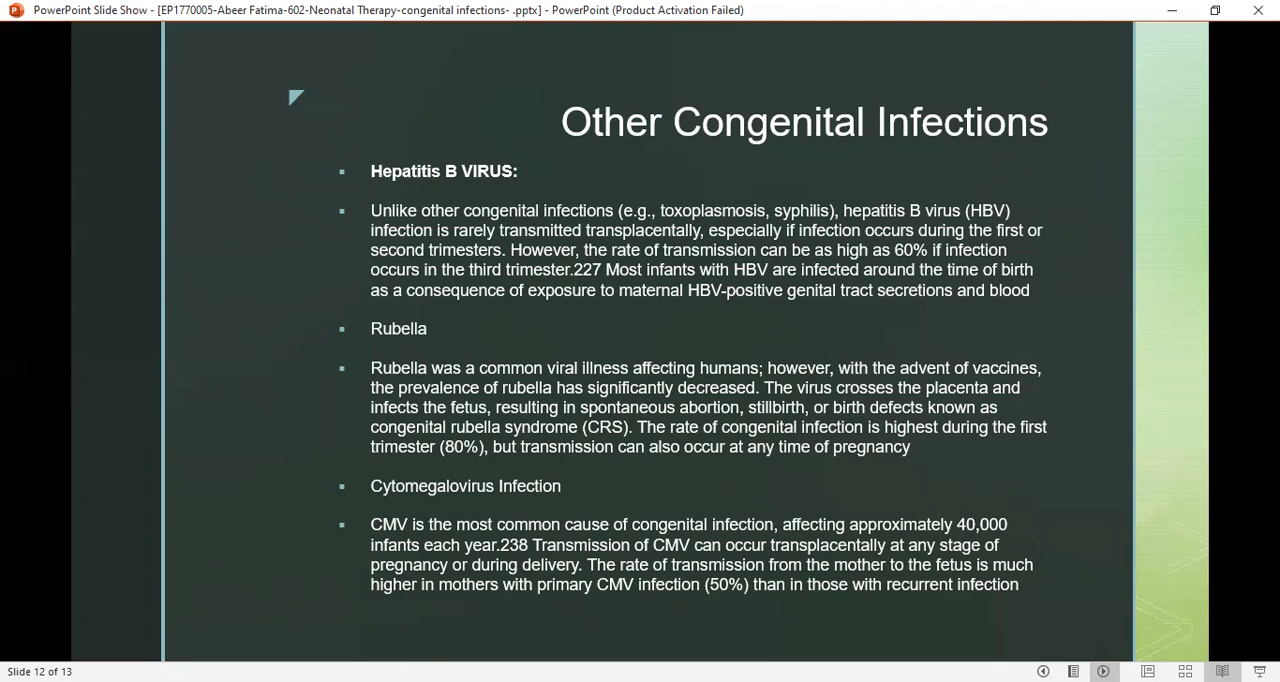 PowerPoint Slide Show - [EP1770005-Abeer Fatima-602-Neonatal Therapy-congenital infections- .pptx] - PowerPoint (Product Activation Failed)
Other Congenital Infections
Hepatitis B VIRUS:
Unlike other congenital infections (e.g., toxoplasmosis, syphilis), hepatitis B virus (HBV)
infection is rarely transmitted transplacentally, especially if infection occurs during the first or
second trimesters. However, the rate of transmission can be as high as 60% if infection
occurs in the third trimester.227 Most infants with HBV are infected around the time of birth
as a consequence of exposure to maternal HBV-positive genital tract secretions and blood
Rubella
Rubella was a common viral illness affecting humans; however, with the advent of vaccines,
the prevalence of rubella has significantly decreased. The virus crosses the placenta and
infects the fetus, resulting in spontaneous abortion, stillbirth, or birth defects known as
congenital rubella syndrome (CRS). The rate of congenital infection is highest during the first
trimester (80%), but transmission can also occur at any time of pregnancy
Cytomegalovirus Infection
CMV is the most common cause of congenital infection, affecting approximately 40,000
infants each year.238 Transmission of CMV can occur transplacentally at any stage of
pregnancy or during delivery. The rate of transmission from the mother to the fetus is much
higher in mothers with primary CMV infection (50%) than in those with recurrent infection
Slide 12 of 13